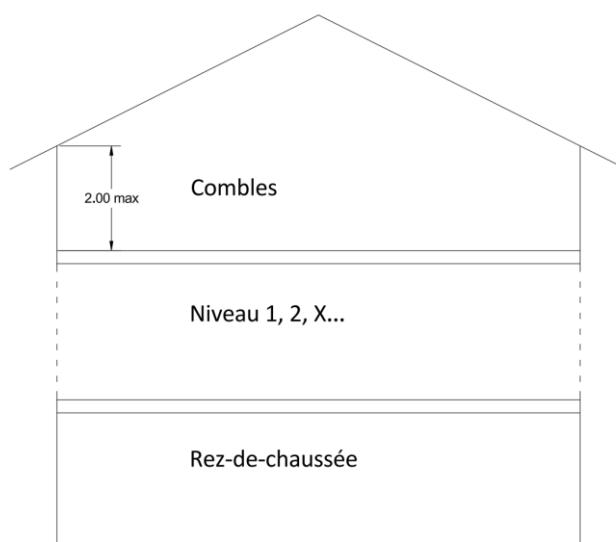 2.00 max
Combles
Niveau 1, 2, X...
Rez-de-chaussée